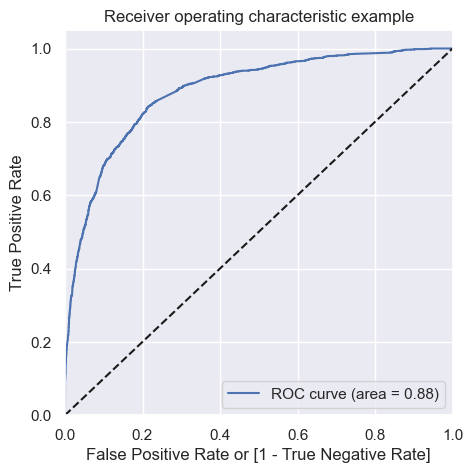 Receiver operating characteristic example
True Positive Rate
1.0
0.8
0.6
0.4
0.2
0.0
ROC curve (area = 0.88)
0.0 0.2 0.4 0.6 0.8 1.0
False Positive Rate or [1 - True Negative Rate]